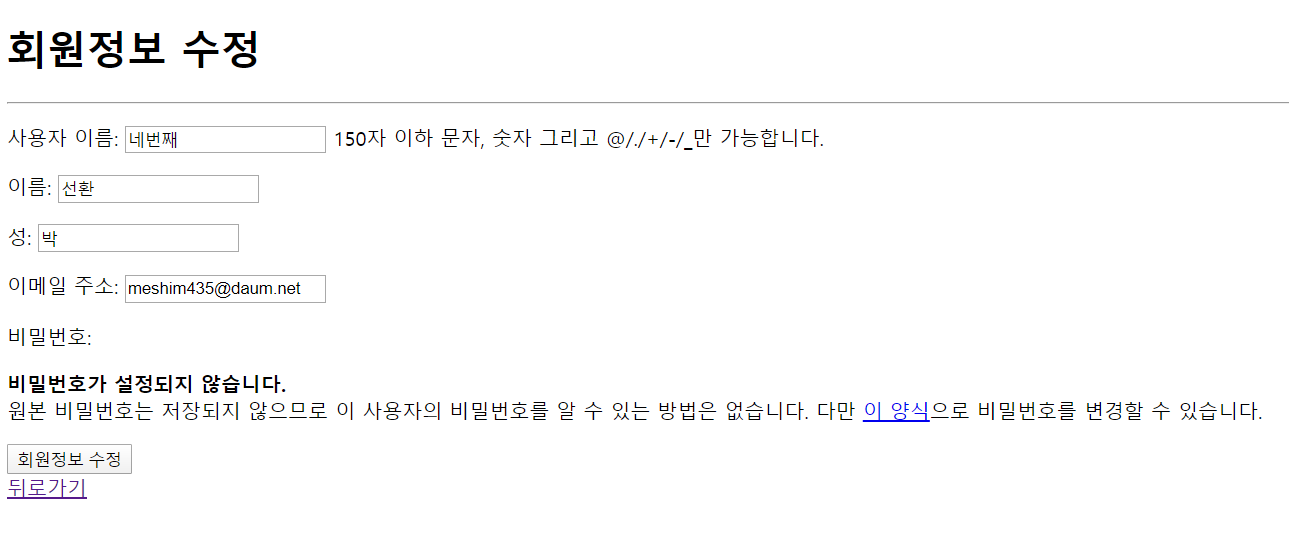 회원정보 수정
사용자 이름: 네번째 150자 이하 문자, 숫자 그리고 @/./+/-/_만 가능합니다.
이름: 선환
성: 박
이메일 주소: meshim435@daum.net
비밀번호:
비밀번호가 설정되지 않습니다.
원본 비밀번호는 저장되지 않으므로 이 사용자의 비밀번호를 알 수 있는 방법은 없습니다. 다만 이 양식으로 비밀번호를 변경할 수 있습니다.
회원정보 수정
뒤로가기